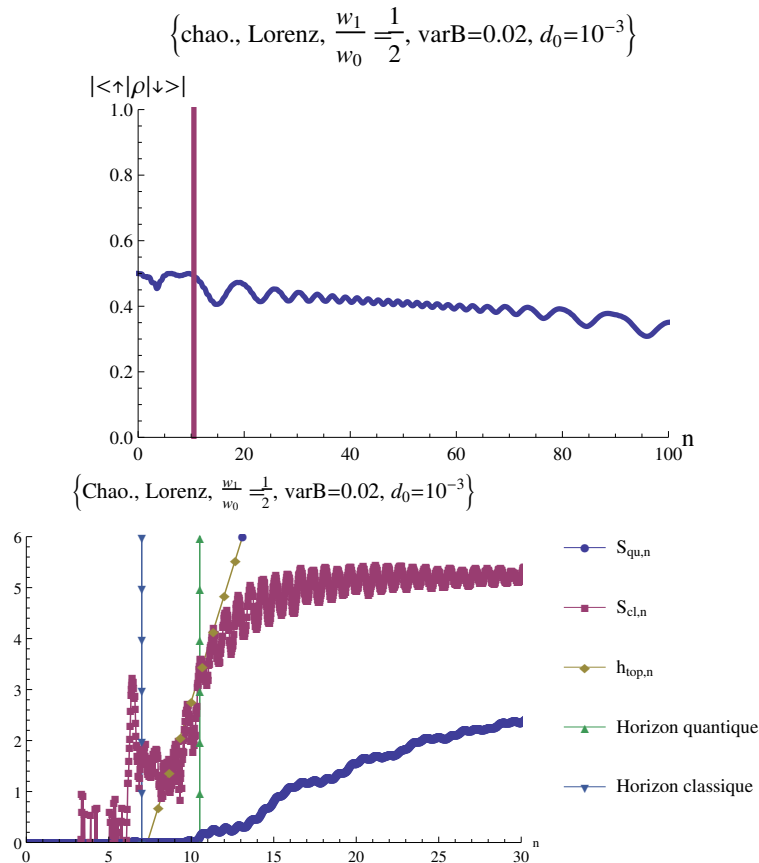 {chao., Lorenz, w₁/w₀ = 1/2, varB=0.02, d₀=10⁻³}
|<↑|ρ|↓>|
1.0
0.8
0.6
0.4
0.2
0.0
0 20 40 60 80 100 n
{Chao., Lorenz, w₁/w₀ = 1/2, varB=0.02, d₀=10⁻³}
6
5
4
3
2
1
0
0 5 10 15 20 25 30 n
S_qu,n
S_cl,n
h_top,n
Horizon quantique
Horizon classique